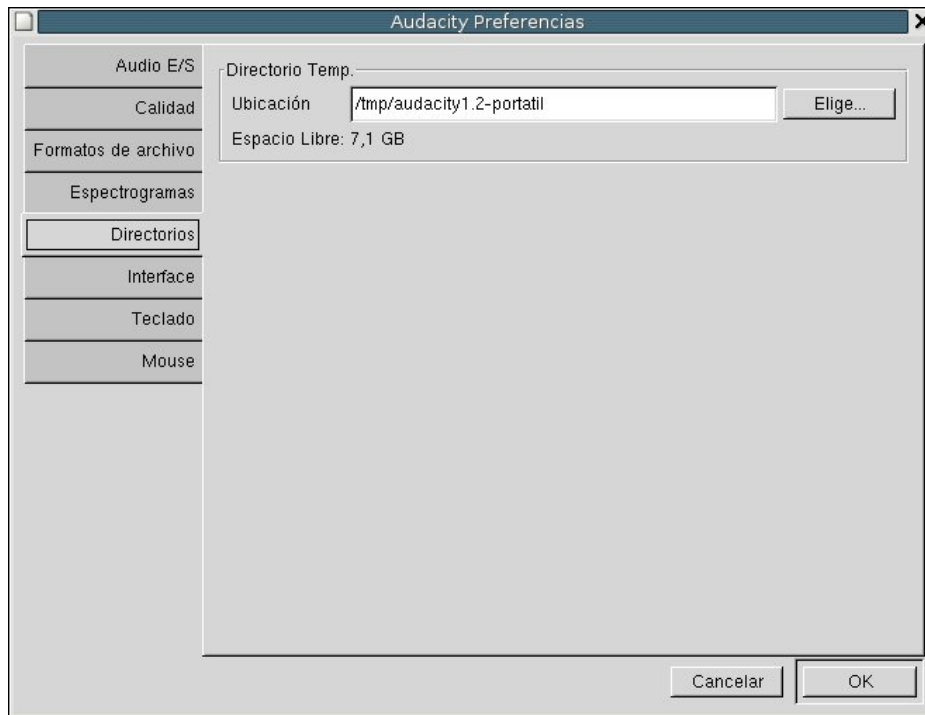 Audacity Preferencias
Audio E/S
Calidad
Formatos de archivo
Espectrogramas
Directorios
Interface
Teclado
Mouse
Directorio Temp.
Ubicación
/tmp/audacity1.2-portatil
Elige...
Espacio Libre: 7,1 GB
Cancelar
OK